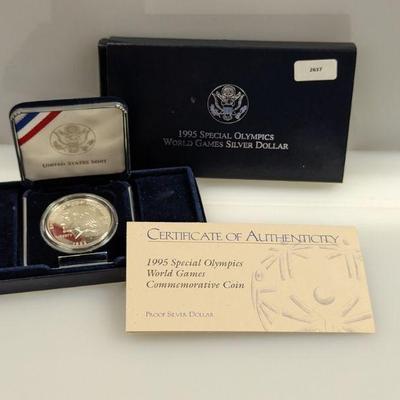 2637
1995 SPECIAL OLYMPICS
WORLD GAMES SILVER DOLLAR
UNITED STATES MINT
CERTIFICATE OF AUTHENTICITY
1995 Special Olympics
World Games
Commemorative Coin
PROOF SILVER DOLLAR